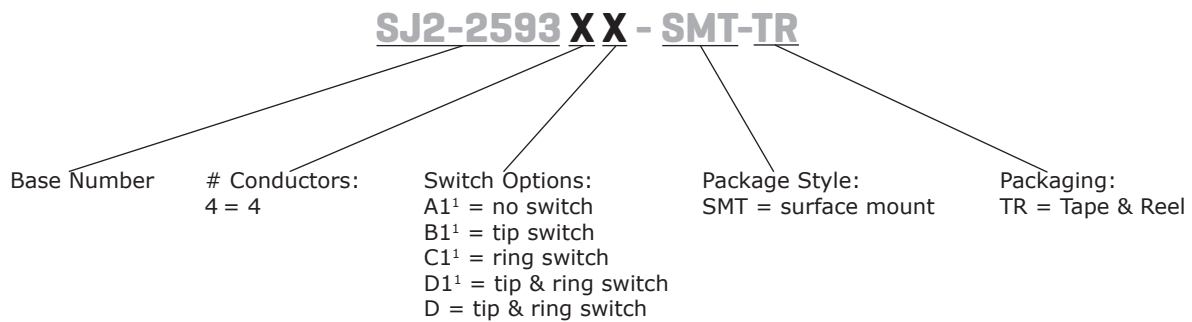 SJ2-2593 X X - SMT-TR
Base Number
# Conductors:
4 = 4
Switch Options:
A1¹ = no switch
B1¹ = tip switch
C1¹ = ring switch
D1¹ = tip & ring switch
D = tip & ring switch
Package Style:
SMT = surface mount
Packaging:
TR = Tape & Reel